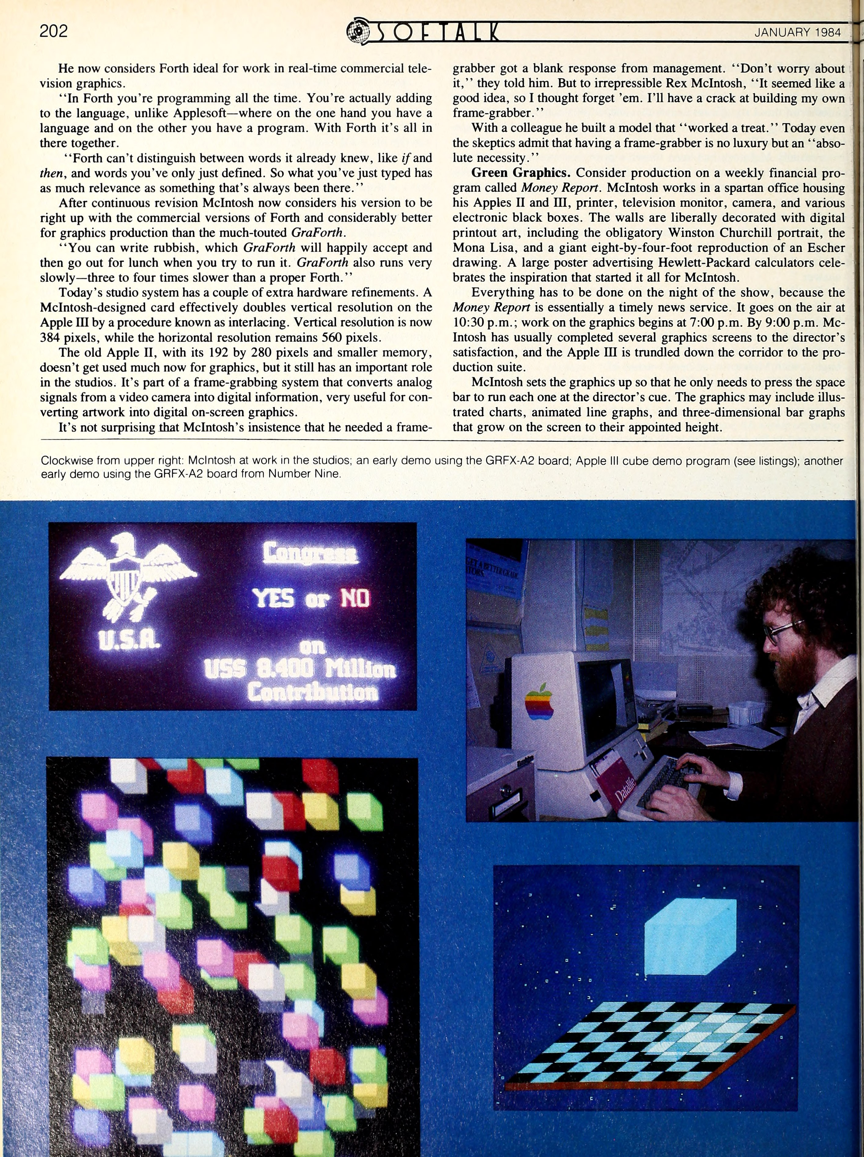 202
SOFTALK
JANUARY 1984
He now considers Forth ideal for work in real-time commercial tele-
vision graphics.
“In Forth you’re programming all the time. You’re actually adding
to the language, unlike Applesoft—where on the one hand you have a
language and on the other you have a program. With Forth it’s all in
there together.
“Forth can’t distinguish between words it already knew, like if and
then, and words you’ve only just defined. So what you’ve just typed has
as much relevance as something that’s always been there.”
After continuous revision McIntosh now considers his version to be
right up with the commercial versions of Forth and considerably better
for graphics production than the much-touted GraForth.
“You can write rubbish, which GraForth will happily accept and
then go out for lunch when you try to run it. GraForth also runs very
slowly—three to four times slower than a proper Forth.”
Today’s studio system has a couple of extra hardware refinements. A
McIntosh-designed card effectively doubles vertical resolution on the
Apple III by a procedure known as interlacing. Vertical resolution is now
384 pixels, while the horizontal resolution remains 560 pixels.
The old Apple II, with its 192 by 280 pixels and smaller memory,
doesn’t get used much now for graphics, but it still has an important role
in the studios. It’s part of a frame-grabbing system that converts analog
signals from a video camera into digital information, very useful for con-
verting artwork into digital on-screen graphics.
It’s not surprising that McIntosh’s insistence that he needed a frame-
grabber got a blank response from management. “Don’t worry about
it,” they told him. But to irrepressible Rex McIntosh, “It seemed like a
good idea, so I thought forget ’em. I’ll have a crack at building my own
frame-grabber.”
With a colleague he built a model that “worked a treat.” Today even
the skeptics admit that having a frame-grabber is no luxury but an “abso-
lute necessity.”
Green Graphics. Consider production on a weekly financial pro-
gram called Money Report. McIntosh works in a spartan office housing
his Apples II and III, printer, television monitor, camera, and various
electronic black boxes. The walls are liberally decorated with digital
printout art, including the obligatory Winston Churchill portrait, the
Mona Lisa, and a giant eight-by-four-foot reproduction of an Escher
drawing. A large poster advertising Hewlett-Packard calculators cele-
brates the inspiration that started it all for McIntosh.
Everything has to be done on the night of the show, because the
Money Report is essentially a timely news service. It goes on the air at
10:30 p.m.; work on the graphics begins at 7:00 p.m. By 9:00 p.m. Mc-
Intosh has usually completed several graphics screens to the director’s
satisfaction, and the Apple III is trundled down the corridor to the pro-
duction suite.
McIntosh sets the graphics up so that he only needs to press the space
bar to run each one at the director’s cue. The graphics may include illus-
trated charts, animated line graphs, and three-dimensional bar graphs
that grow on the screen to their appointed height.
Clockwise from upper right: McIntosh at work in the studios; an early demo using the GRFX-A2 board; Apple III cube demo program (see listings); another
early demo using the GRFX-A2 board from Number Nine.
Congress
YES or NO
U.S.A.
on
US$ 8.400 Million
Contribution
Datalife